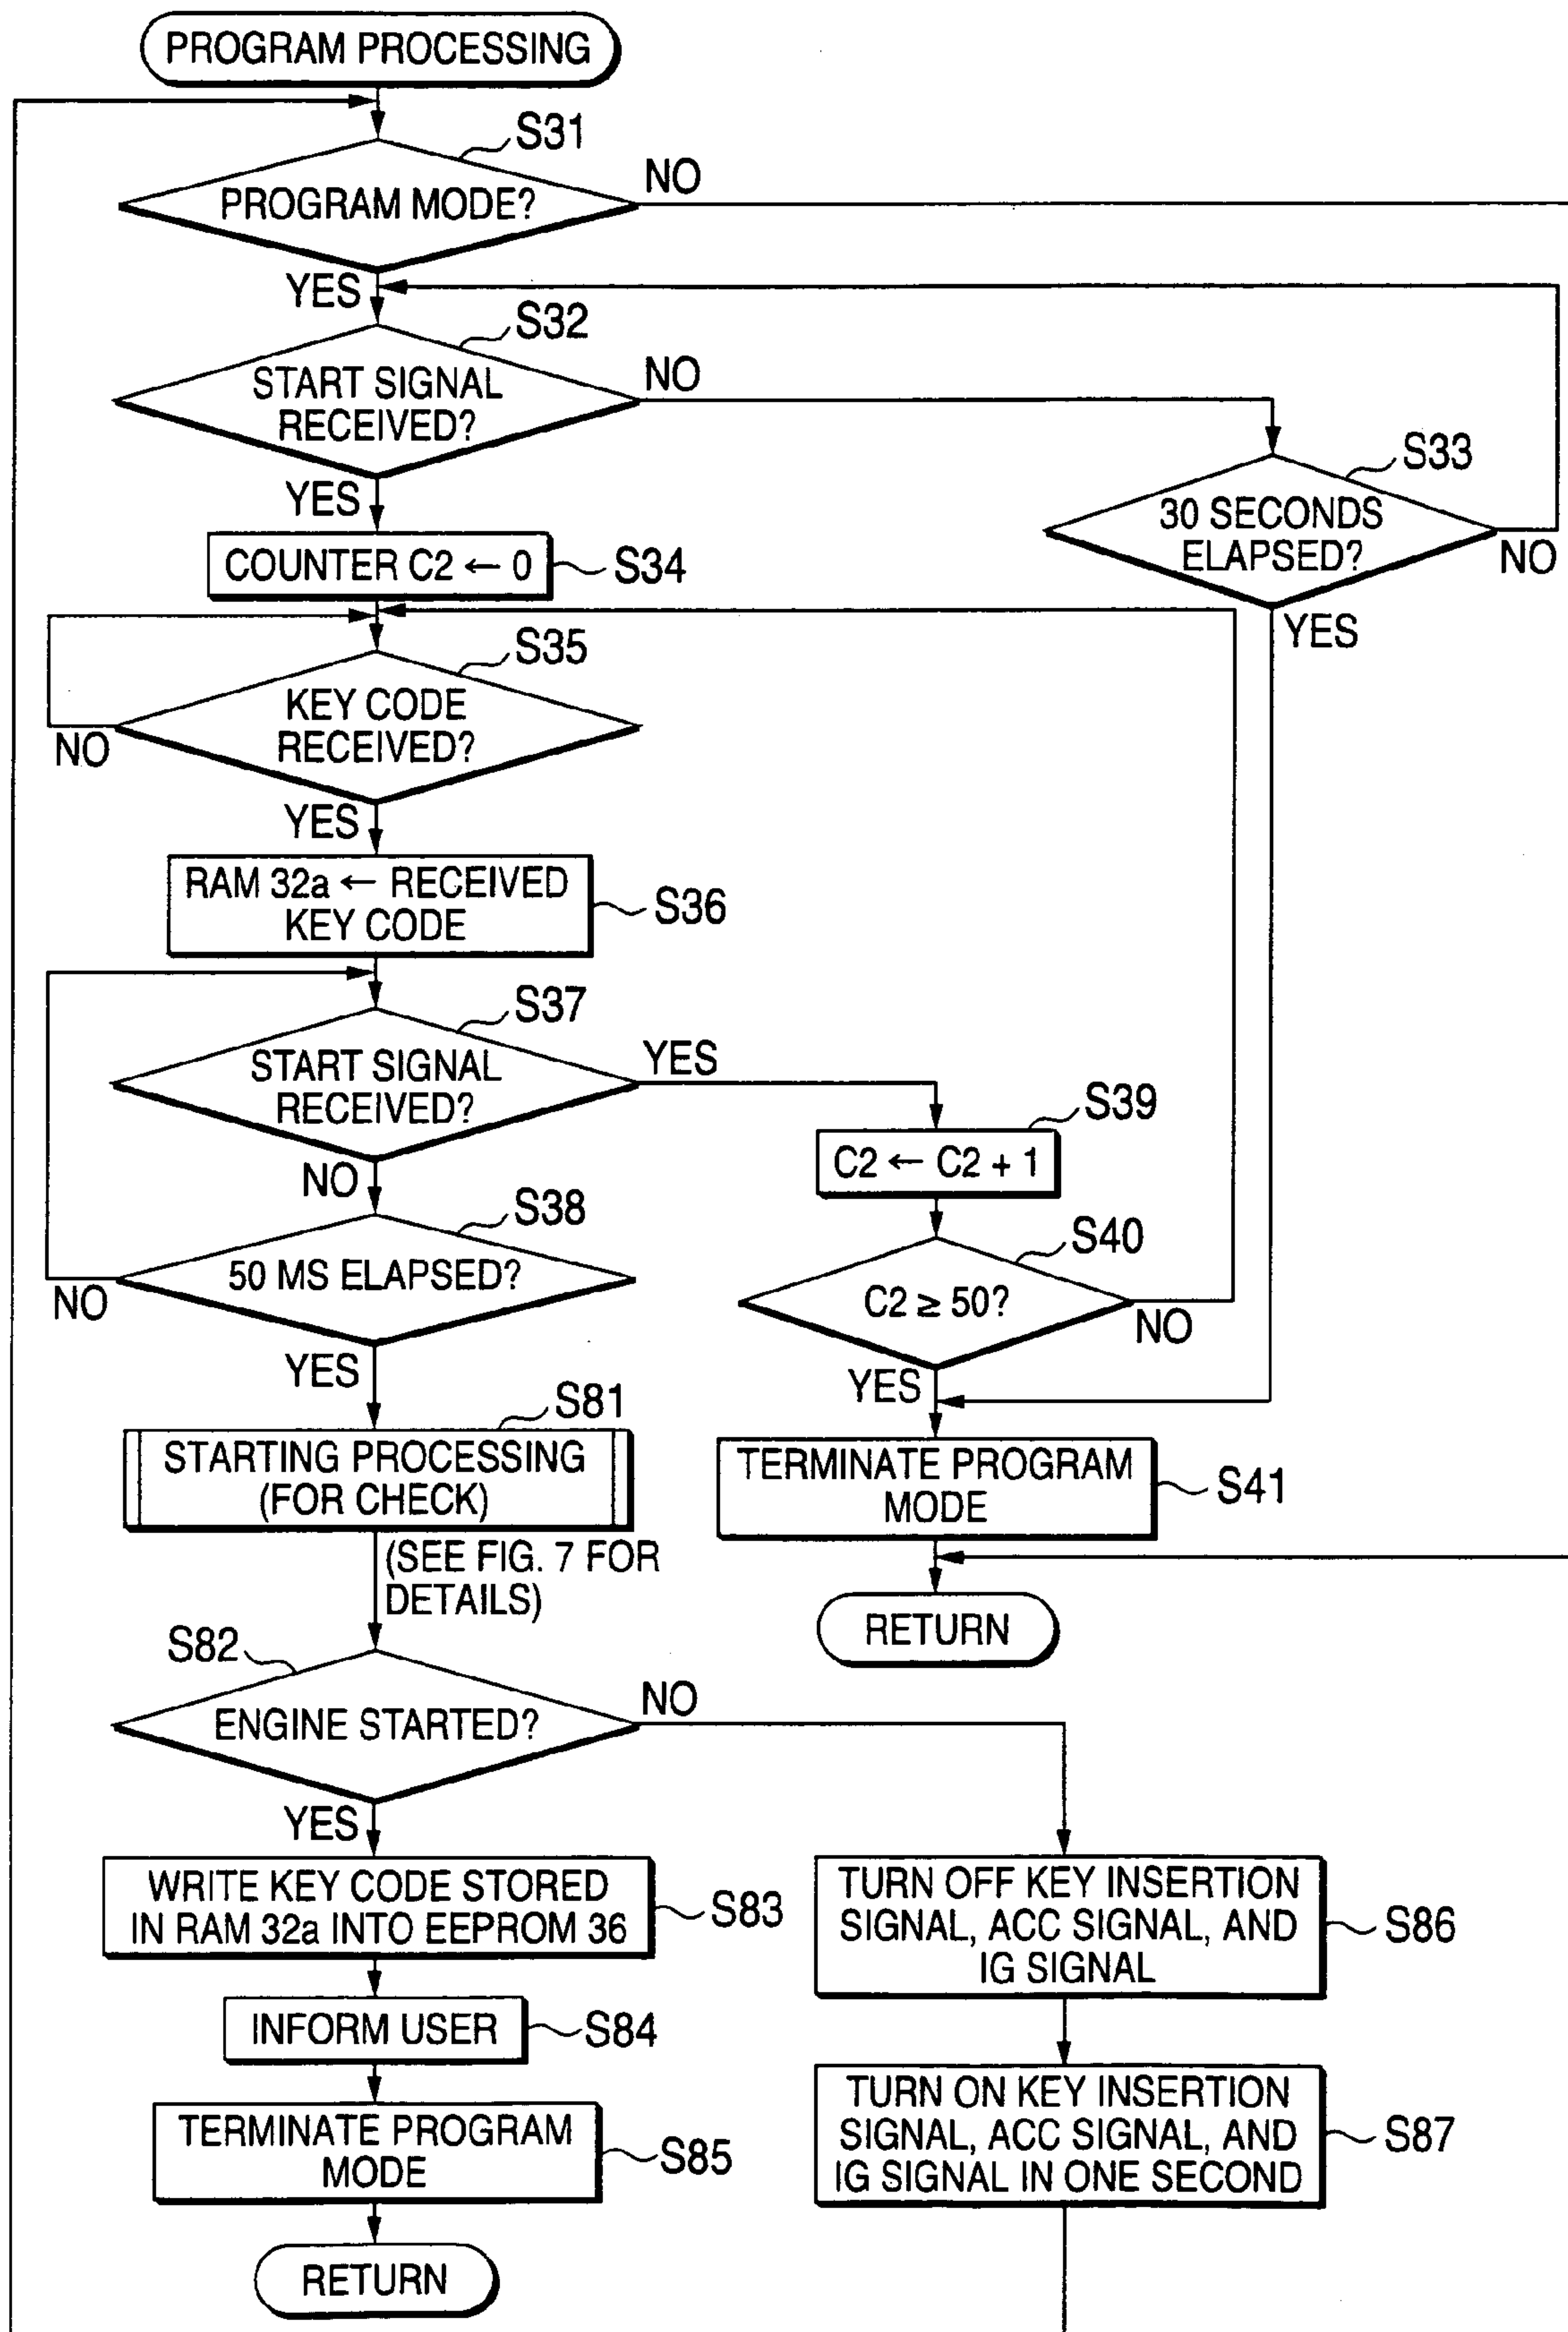 PROGRAM PROCESSING
S31
PROGRAM MODE?
NO
YES
S32
START SIGNAL
RECEIVED?
NO
YES
S33
30 SECONDS
ELAPSED?
NO
YES
COUNTER C2 ← 0
S34
S35
KEY CODE
RECEIVED?
NO
YES
RAM 32a ← RECEIVED
KEY CODE
S36
S37
START SIGNAL
RECEIVED?
YES
NO
S38
50 MS ELAPSED?
NO
YES
S39
C2 ← C2 + 1
S40
C2 ≥ 50?
NO
YES
S81
STARTING PROCESSING
(FOR CHECK)
(SEE FIG. 7 FOR
DETAILS)
TERMINATE PROGRAM
MODE
S41
RETURN
S82
ENGINE STARTED?
NO
YES
WRITE KEY CODE STORED
IN RAM 32a INTO EEPROM 36
S83
INFORM USER
S84
TERMINATE PROGRAM
MODE
S85
RETURN
TURN OFF KEY INSERTION
SIGNAL, ACC SIGNAL, AND
IG SIGNAL
S86
TURN ON KEY INSERTION
SIGNAL, ACC SIGNAL, AND
IG SIGNAL IN ONE SECOND
S87